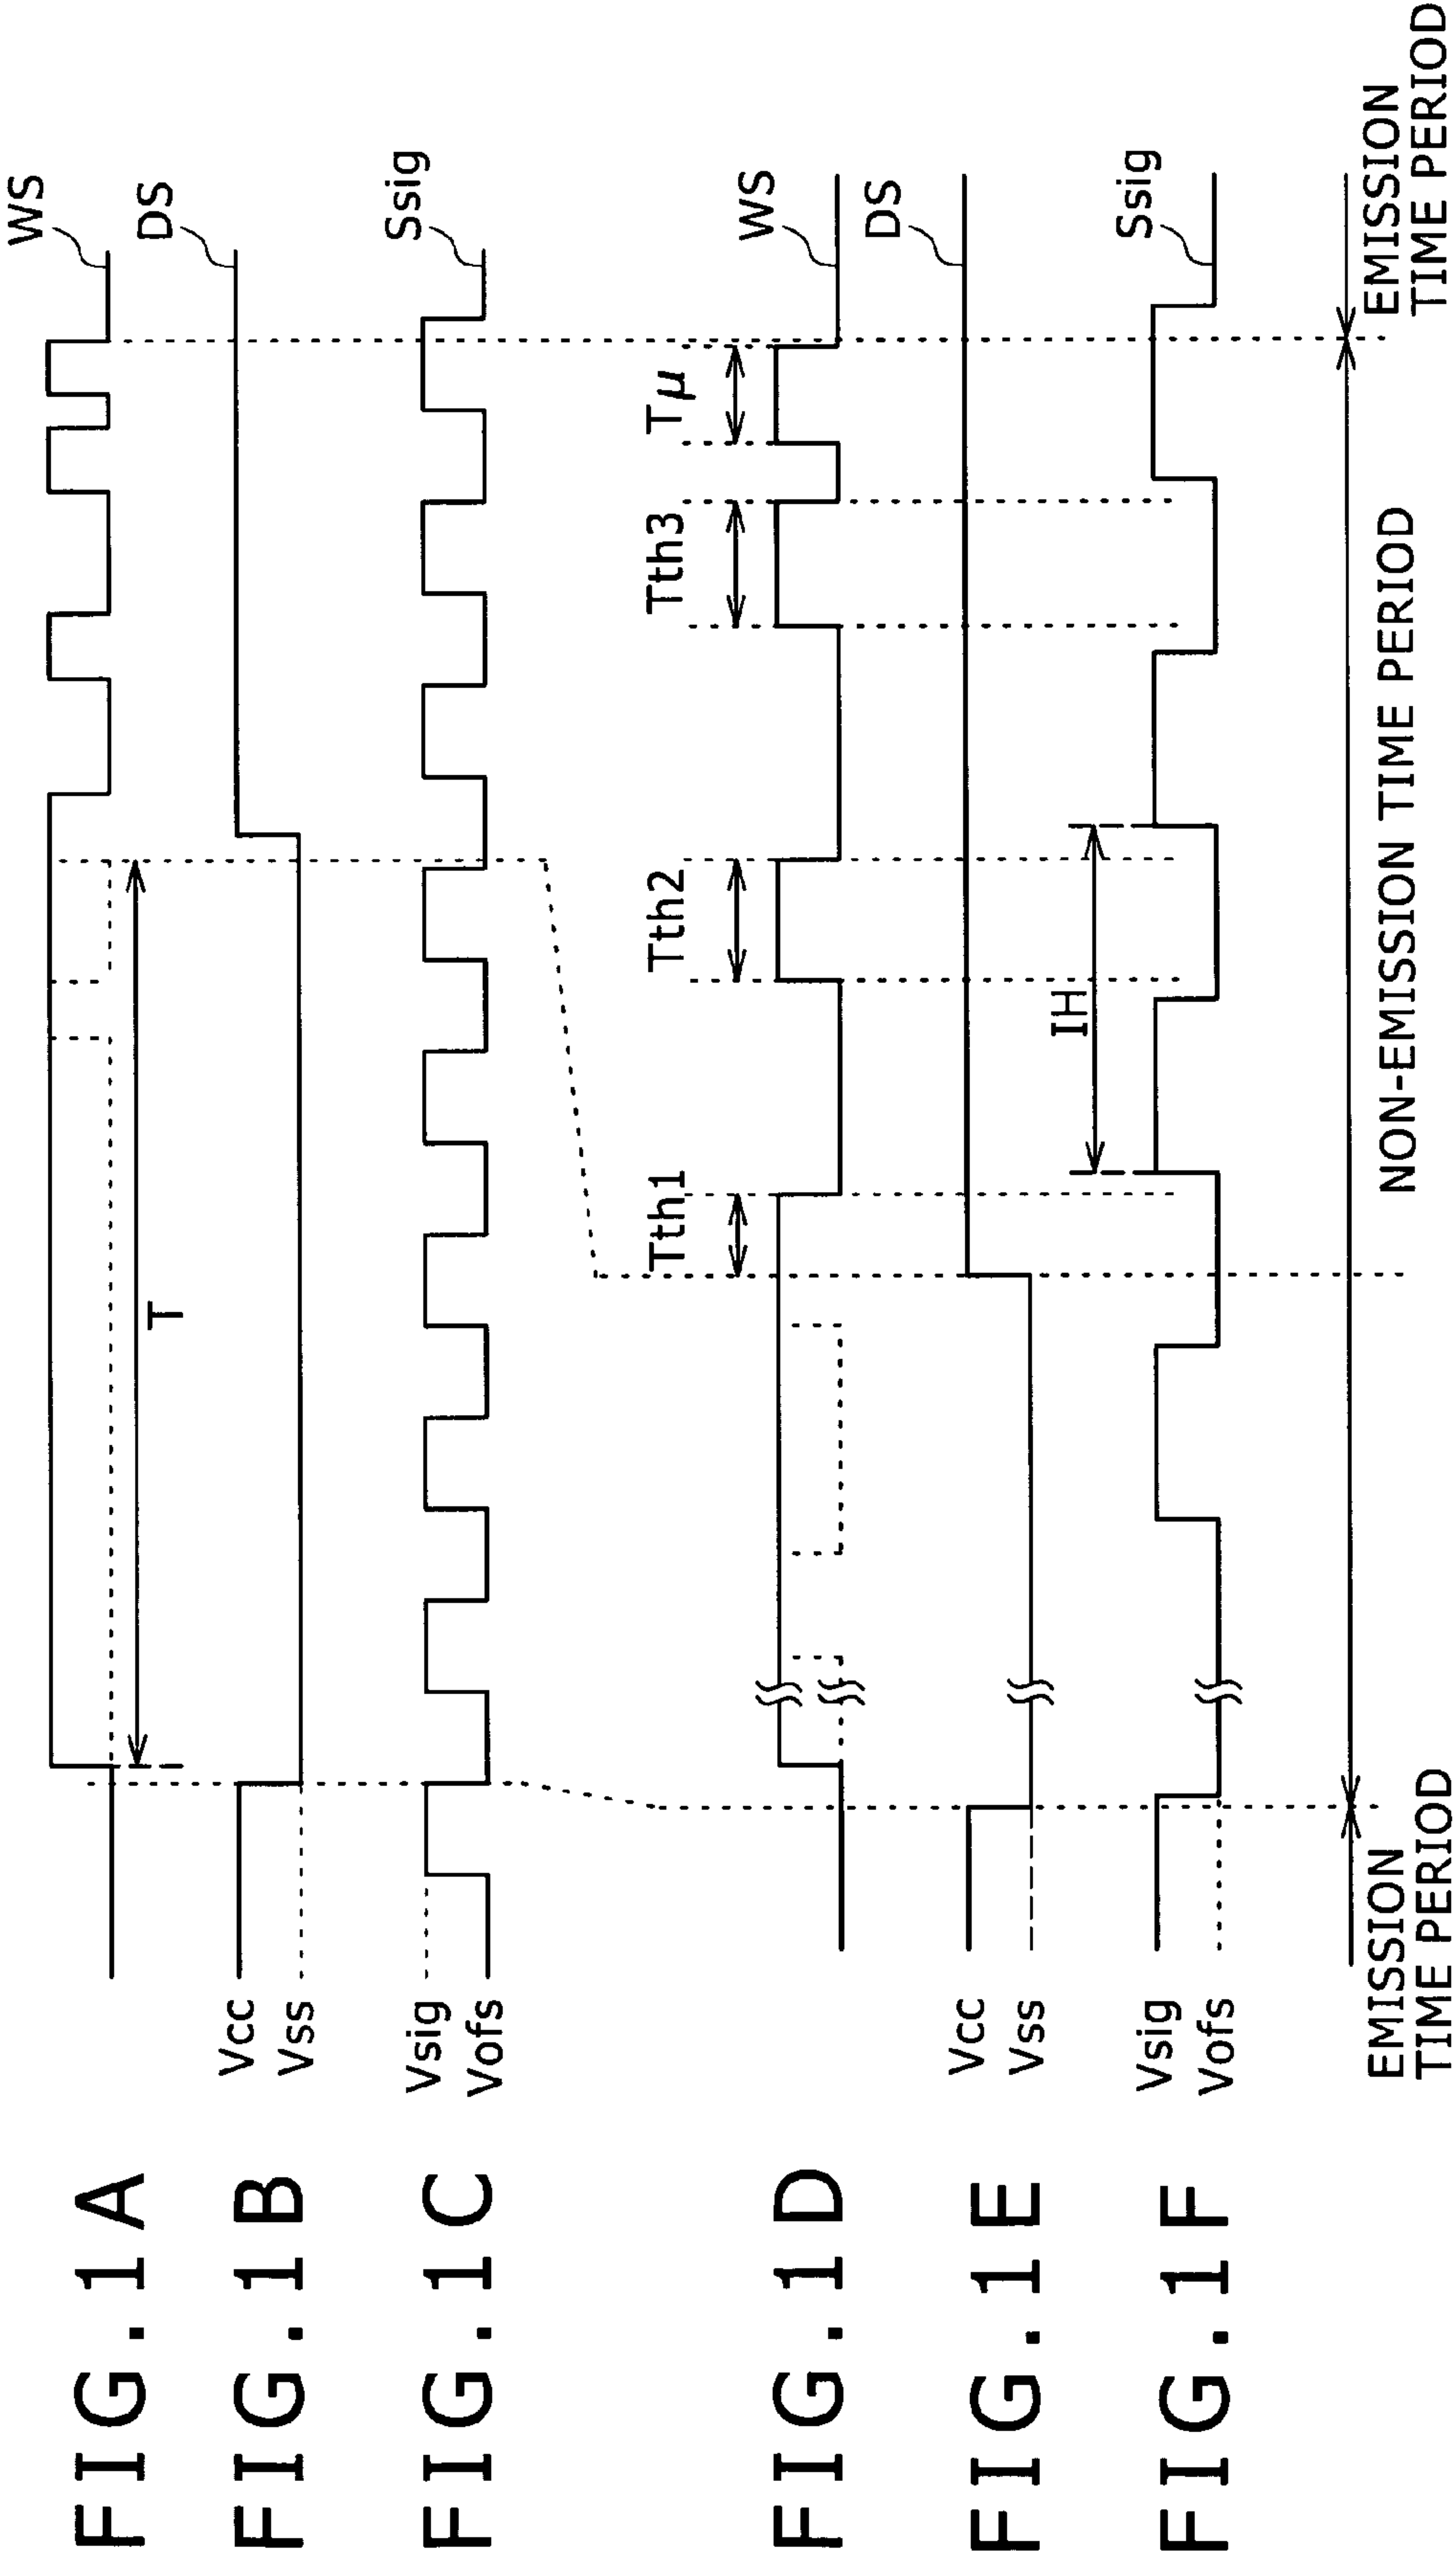 FIG.1A
WS
T
FIG.1B
Vcc
Vss
DS
FIG.1C
Vsig
Vofs
Ssig
FIG.1D
Tth1
Tth2
Tth3
Tμ
WS
FIG.1E
Vcc
Vss
DS
FIG.1F
Vsig
Vofs
IH
Ssig
EMISSION
TIME PERIOD
NON-EMISSION TIME PERIOD
EMISSION
TIME PERIOD